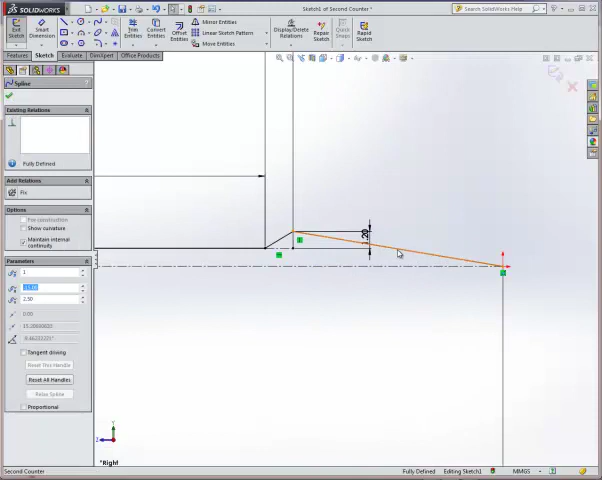 SOLIDWORKS
Sketch1 of Second Counter *
Search SolidWorks Help
Exit Sketch
Smart Dimension
Trim Entities
Convert Entities
Offset Entities
Mirror Entities
Linear Sketch Pattern
Move Entities
Display/Delete Relations
Repair Sketch
Quick Snaps
Rapid Sketch
Features
Sketch
Evaluate
DimXpert
Office Products
Spline
Existing Relations
Fully Defined
Add Relations
Fix
Options
For construction
Show curvature
Maintain internal continuity
Parameters
1
2.50
0.00
Tangent driving
Reset This Handle
Reset All Handles
Relax Spline
Proportional
1.20
Y
Z
*Right
Second Counter
Fully Defined
Editing Sketch1
MMGS